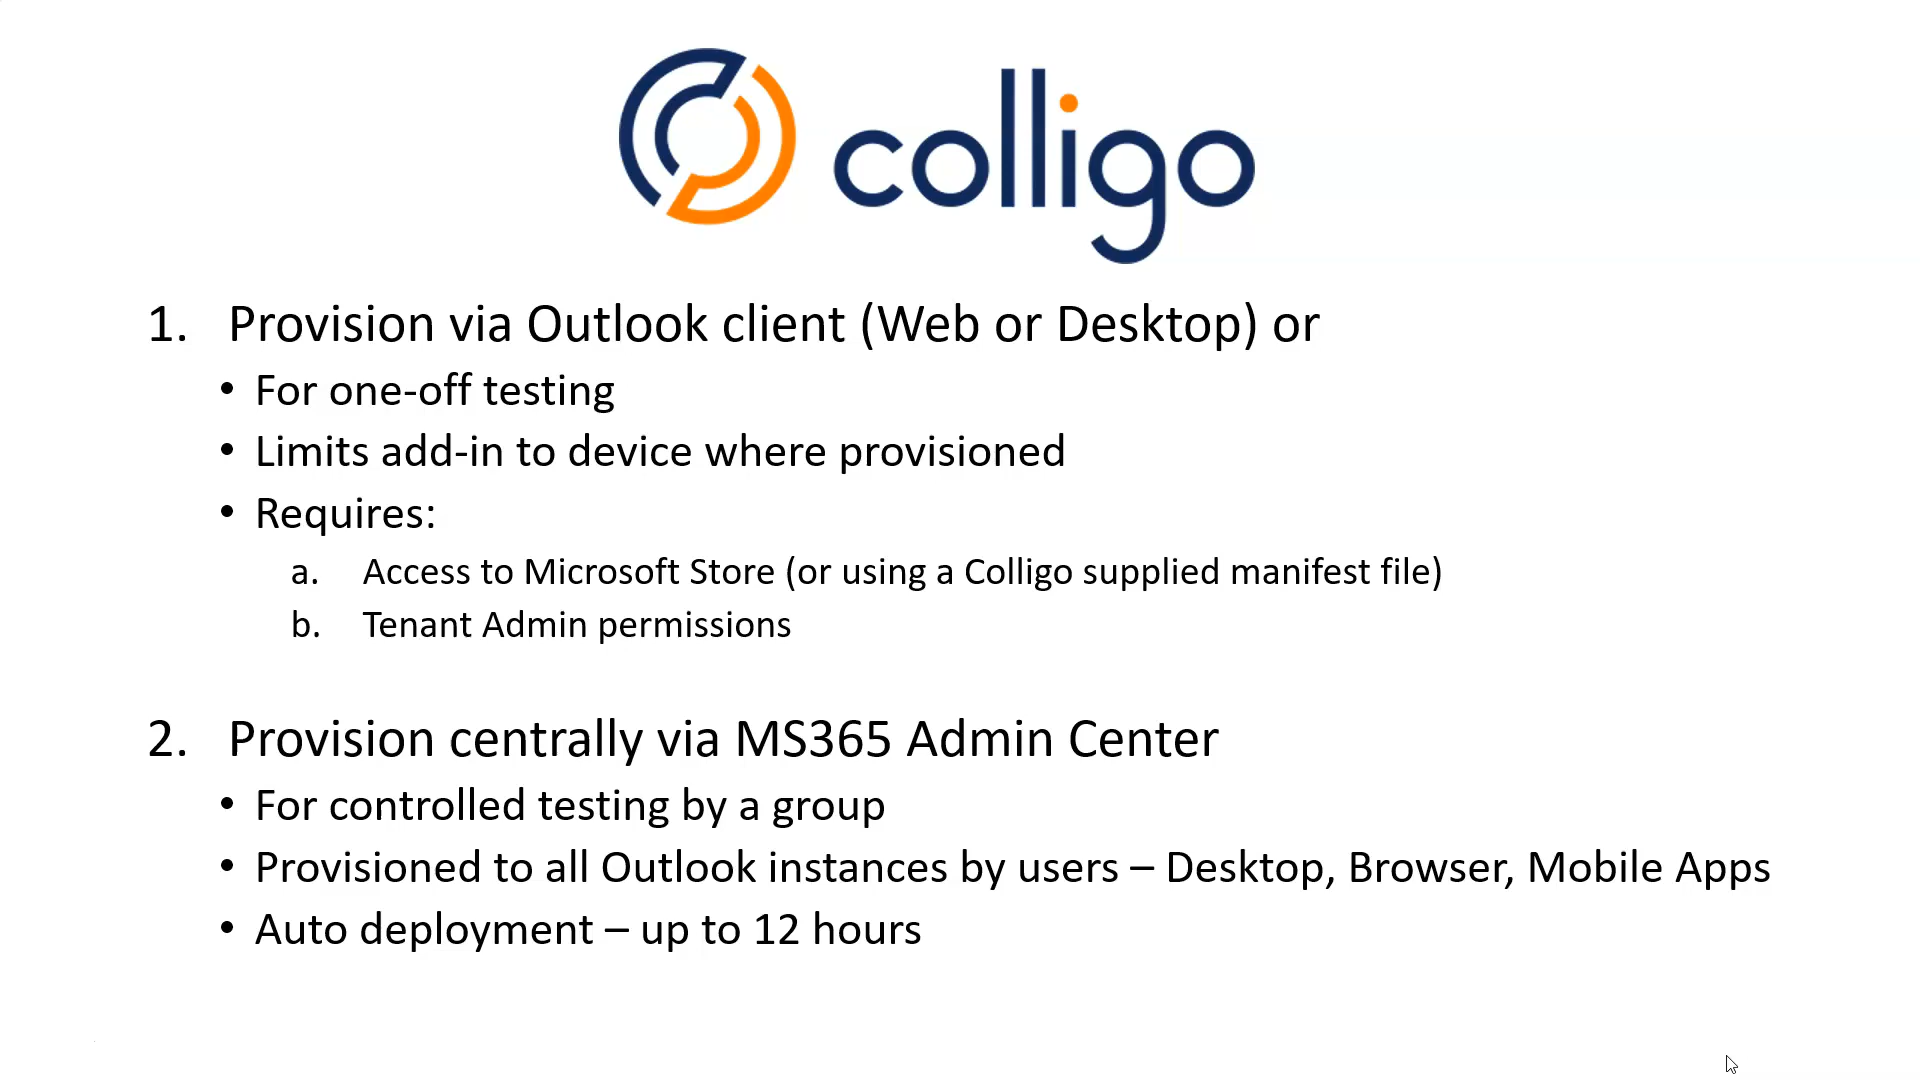 colligo
1. Provision via Outlook client (Web or Desktop) or
• For one-off testing
• Limits add-in to device where provisioned
• Requires:
a. Access to Microsoft Store (or using a Colligo supplied manifest file)
b. Tenant Admin permissions
2. Provision centrally via MS365 Admin Center
• For controlled testing by a group
• Provisioned to all Outlook instances by users – Desktop, Browser, Mobile Apps
• Auto deployment – up to 12 hours